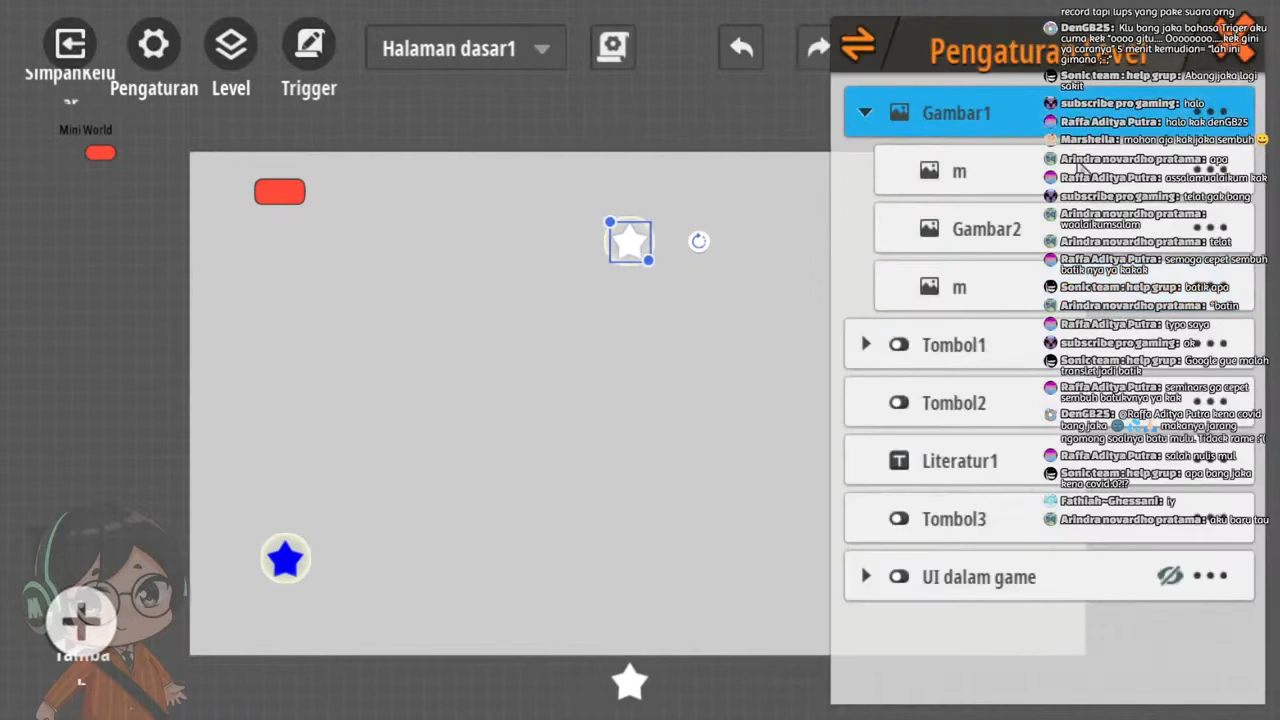 SimpanKelu
ar
Pengaturan
Level
Trigger
Halaman dasar1
Mini World
Pengaturan Level
Gambar1
m
Gambar2
m
Tombol1
Tombol2
Literatur1
Tombol3
UI dalam game
Tamba
record tapi lups yang pake suara orng
DenGB25: Klu bang jaka bahasa Triger aku
cuma kek "oooo gitu.... Oooooooo....kek gini
ya caranya" 5 menit kemudian= "lah ini
gimana ;-;"
Sonic team : help grup: Abang jaka lagi
sakit
subscribe pro gaming: halo
Raffa Aditya Putra: halo kak denGB25
Marsheila: mohon aja kak jaka sembuh 😀
Arindra novardho pratama: apa
Raffa Aditya Putra: assalamualaikum kak
subscribe pro gaming: telat gak bang
Arindra novardho pratama:
waalaikumsalam
Arindra novardho pratama: telat
Raffa Aditya Putra: semoga cepet sembuh
batik nya ya kakak
Sonic team : help grup: batik apa
Arindra novardho pratama: *batin
Raffa Aditya Putra: typo saya
subscribe pro gaming: ok
Sonic team : help grup: Google gue malah
translet jadi batik
Raffa Aditya Putra: seminars ga cepet
sembuh batukvnya ya kak
DenGB25: @Raffa Aditya Putra kena covid
bang jaka makanya jarang
ngomong soalnya batu mulu. Tidack rame :'(
Raffa Aditya Putra: salah nulis mul
Sonic team : help grup: apa bang jaka
kena covid:0?!?
Fathiah-Ghessani: iy
Arindra novardho pratama: aku baru tau